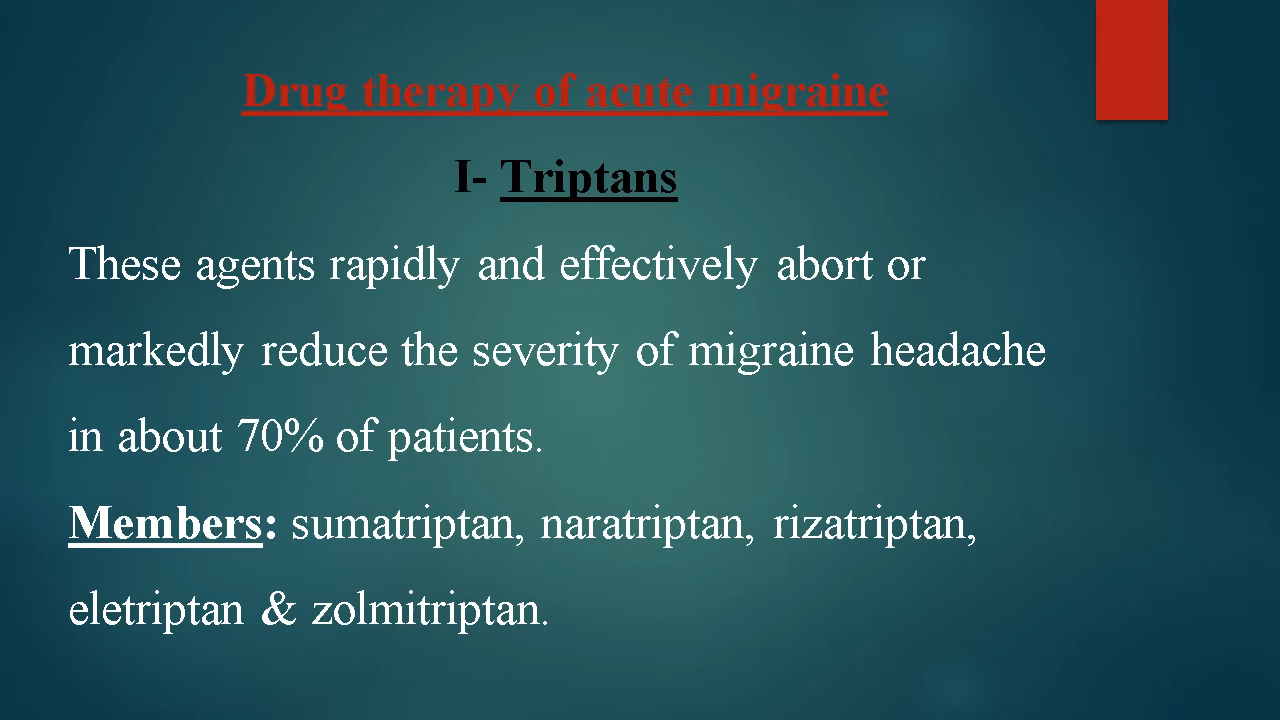 Drug therapy of acute migraine
I- Triptans
These agents rapidly and effectively abort or
markedly reduce the severity of migraine headache
in about 70% of patients.
Members: sumatriptan, naratriptan, rizatriptan,
eletriptan & zolmitriptan.